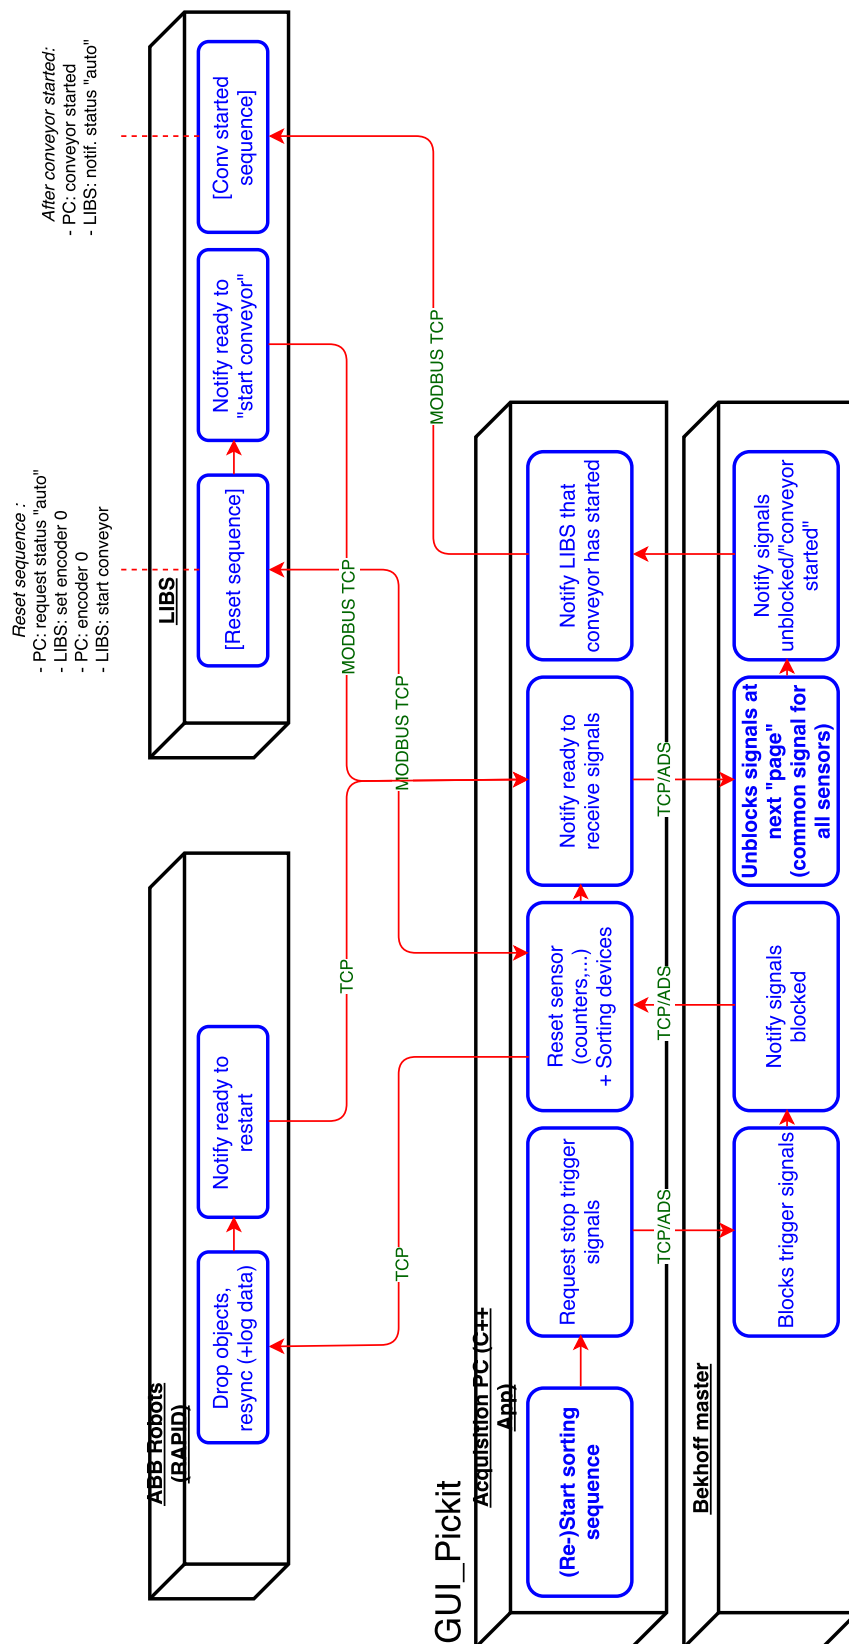 Reset sequence :
- PC: request status "auto"
- LIBS: set encoder 0
- PC: encoder 0
- LIBS: start conveyor
After conveyor started:
- PC: conveyor started
- LIBS: notif. status "auto"
ABB Robots
(RAPID)
Drop objects,
resync (+log data)
Notify ready to
restart
LIBS
[Reset sequence]
Notify ready to
"start conveyor"
[Conv started
sequence]
TCP
TCP
MODBUS TCP
MODBUS TCP
MODBUS TCP
GUI_Pickit
Acquisition PC (C++
App)
(Re-)Start sorting
sequence
Request stop trigger
signals
Reset sensor
(counters,...)
+ Sorting devices
Notify ready to
receive signals
Notify LIBS that
conveyor has started
TCP/ADS
TCP/ADS
TCP/ADS
Bekhoff master
Blocks trigger signals
Notify signals
blocked
Unblocks signals at
next "page"
(common signal for
all sensors)
Notify signals
unblocked/"conveyor
started"